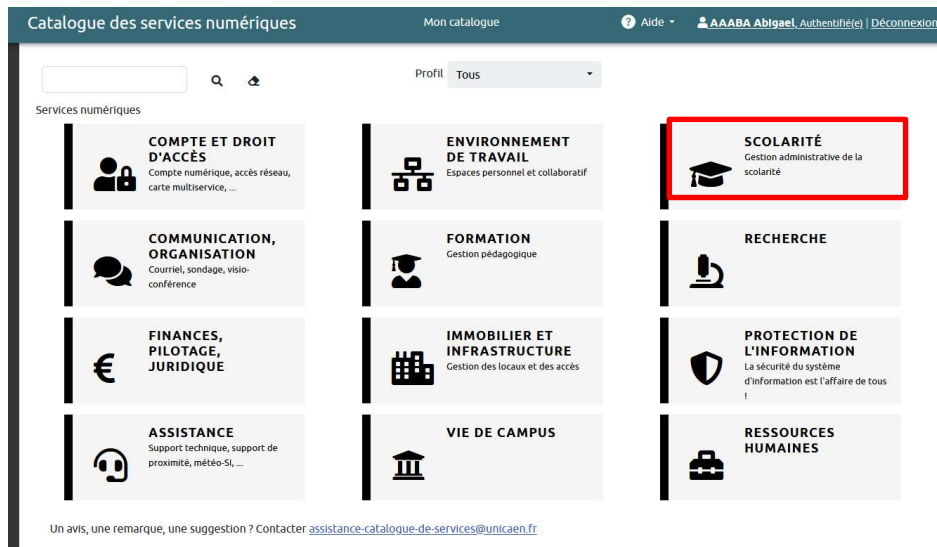 Catalogue des services numériques
Mon catalogue
Aide
AAABA Abigael, Authentifié(e) | Déconnexion
Profil
Tous
Services numériques
COMPTE ET DROIT
D'ACCÈS
Compte numérique, accès réseau,
carte multiservice, ...
ENVIRONNEMENT
DE TRAVAIL
Espaces personnel et collaboratif
SCOLARITÉ
Gestion administrative de la
scolarité
COMMUNICATION,
ORGANISATION
Courriel, sondage, visio-
conférence
FORMATION
Gestion pédagogique
RECHERCHE
FINANCES,
PILOTAGE,
JURIDIQUE
IMMOBILIER ET
INFRASTRUCTURE
Gestion des locaux et des accès
PROTECTION DE
L'INFORMATION
La sécurité du système
d'information est l'affaire de tous
!
ASSISTANCE
Support technique, support de
proximité, météo-SI, ...
VIE DE CAMPUS
RESSOURCES
HUMAINES
Un avis, une remarque, une suggestion ? Contacter assistance-catalogue-de-services@unicaen.fr